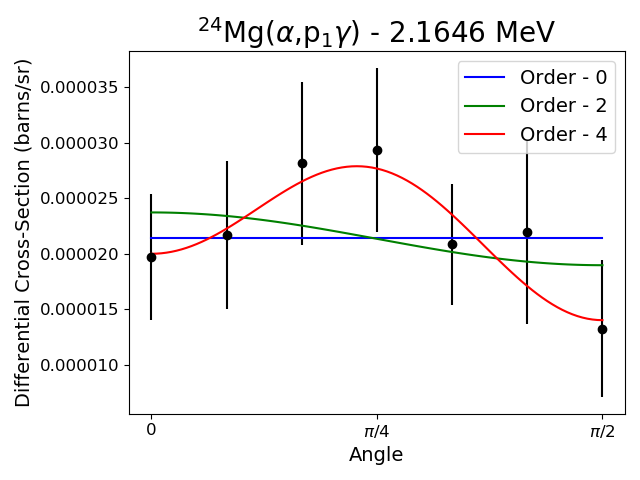 ²⁴Mg(α,p₁γ) - 2.1646 MeV
Differential Cross-Section (barns/sr)
0.000035
0.000030
0.000025
0.000020
0.000015
0.000010
Order - 0
Order - 2
Order - 4
0
π/4
π/2
Angle